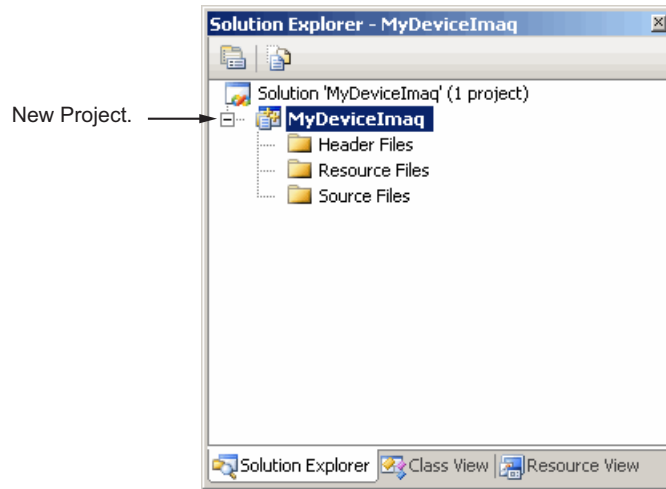 Solution Explorer - MyDeviceImaq
Solution 'MyDeviceImaq' (1 project)
New Project.
MyDeviceImaq
Header Files
Resource Files
Source Files
Solution Explorer
Class View
Resource View